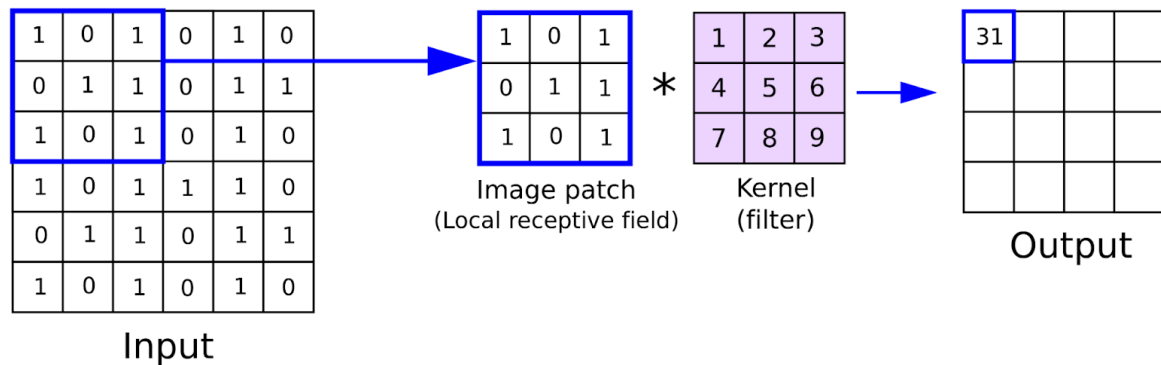 1 0 1 0 1 0
0 1 1 0 1 1
1 0 1 0 1 0
1 0 1 1 1 0
0 1 1 0 1 1
1 0 1 0 1 0
Input
1 0 1
0 1 1
1 0 1
Image patch
(Local receptive field)
*
1 2 3
4 5 6
7 8 9
Kernel
(filter)
31
Output